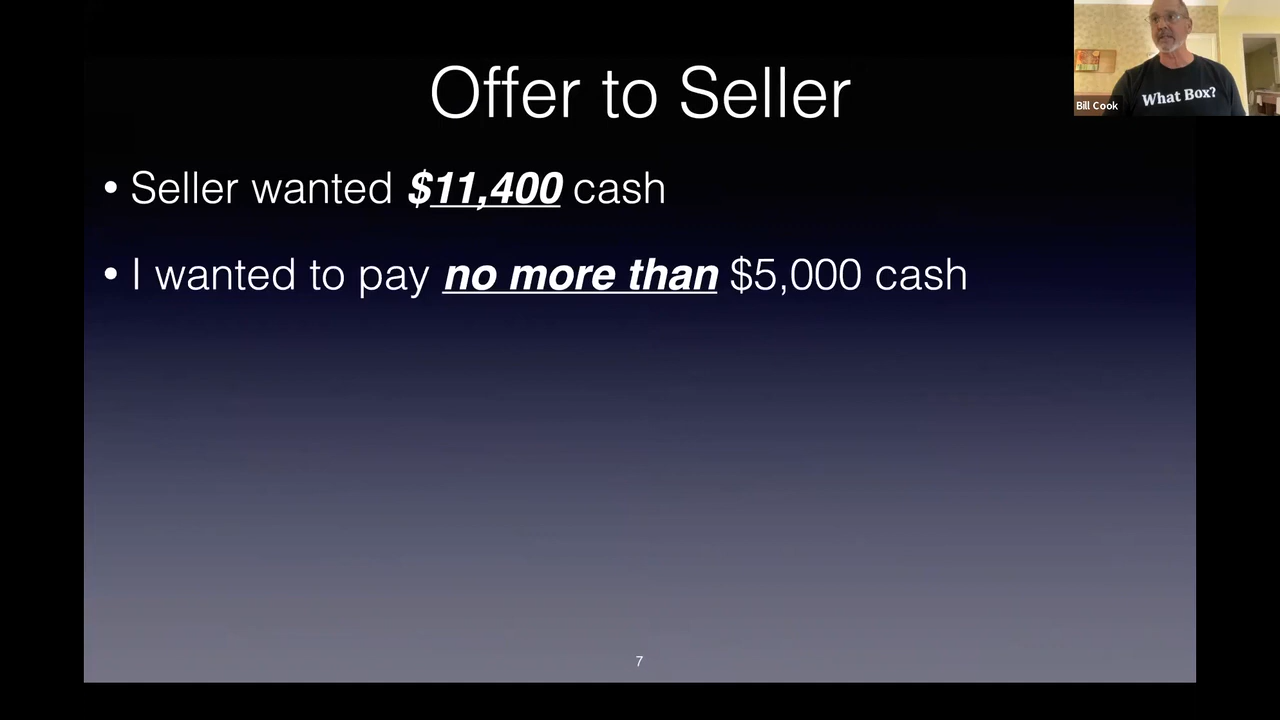 Offer to Seller
What Box?
Bill Cook
• Seller wanted $11,400 cash
• I wanted to pay no more than $5,000 cash
7